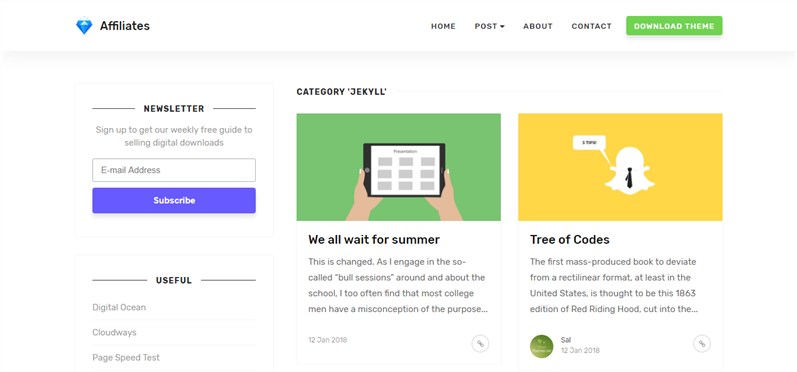 Affiliates
HOME POST ABOUT CONTACT DOWNLOAD THEME
NEWSLETTER
Sign up to get our weekly free guide to
selling digital downloads
E-mail Address
Subscribe
USEFUL
Digital Ocean
Cloudways
Page Speed Test
CATEGORY 'JEKYLL'
Presentation
We all wait for summer
This is changed. As I engage in the so-
called “bull sessions” around and about the
school, I too often find that most college
men have a misconception of the purpose...
12 Jan 2018
5 TIPS!
Tree of Codes
The first mass-produced book to deviate
from a rectilinear format, at least in the
United States, is thought to be this 1863
edition of Red Riding Hood, cut into the...
Sal
12 Jan 2018